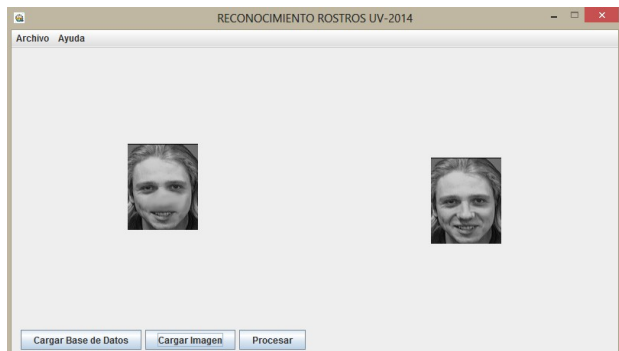 RECONOCIMIENTO ROSTROS UV-2014
Archivo Ayuda
Cargar Base de Datos Cargar Imagen Procesar